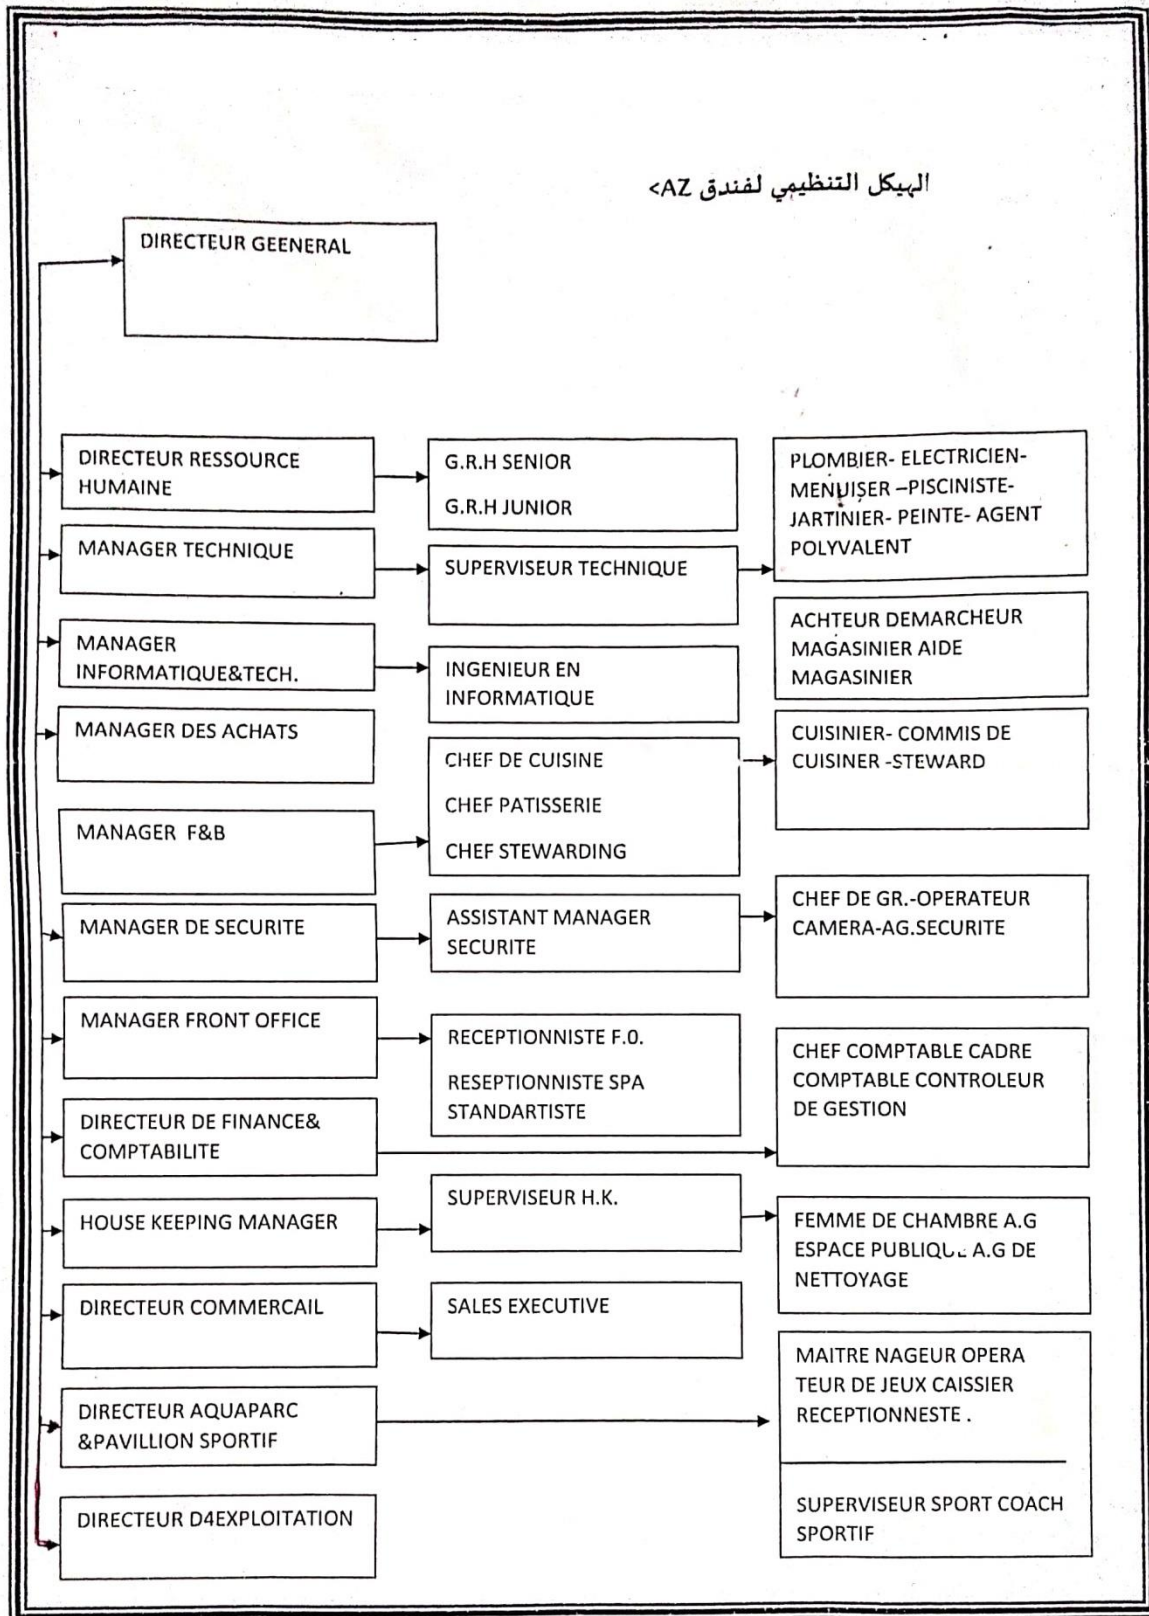 الهيكل التنظيمي لفندق AZ>
DIRECTEUR GEENERAL
DIRECTEUR RESSOURCE
HUMAINE
G.R.H SENIOR
G.R.H JUNIOR
PLOMBIER- ELECTRICIEN-
MENUISER –PISCINISTE-
JARTINIER- PEINTE- AGENT
POLYVALENT
MANAGER TECHNIQUE
SUPERVISEUR TECHNIQUE
MANAGER
INFORMATIQUE&TECH.
INGENIEUR EN
INFORMATIQUE
ACHTEUR DEMARCHEUR
MAGASINIER AIDE
MAGASINIER
MANAGER DES ACHATS
CHEF DE CUISINE
CHEF PATISSERIE
CHEF STEWARDING
CUISINIER- COMMIS DE
CUISINER -STEWARD
MANAGER F&B
MANAGER DE SECURITE
ASSISTANT MANAGER
SECURITE
CHEF DE GR.-OPERATEUR
CAMERA-AG.SECURITE
MANAGER FRONT OFFICE
RECEPTIONNISTE F.O.
RESEPTIONNISTE SPA
STANDARTISTE
CHEF COMPTABLE CADRE
COMPTABLE CONTROLEUR
DE GESTION
DIRECTEUR DE FINANCE&
COMPTABILITE
HOUSE KEEPING MANAGER
SUPERVISEUR H.K.
FEMME DE CHAMBRE A.G
ESPACE PUBLIQUE A.G DE
NETTOYAGE
DIRECTEUR COMMERCAIL
SALES EXECUTIVE
MAITRE NAGEUR OPERA
TEUR DE JEUX CAISSIER
RECEPTIONNESTE .
DIRECTEUR AQUAPARC
&PAVILLION SPORTIF
SUPERVISEUR SPORT COACH
SPORTIF
DIRECTEUR D4EXPLOITATION